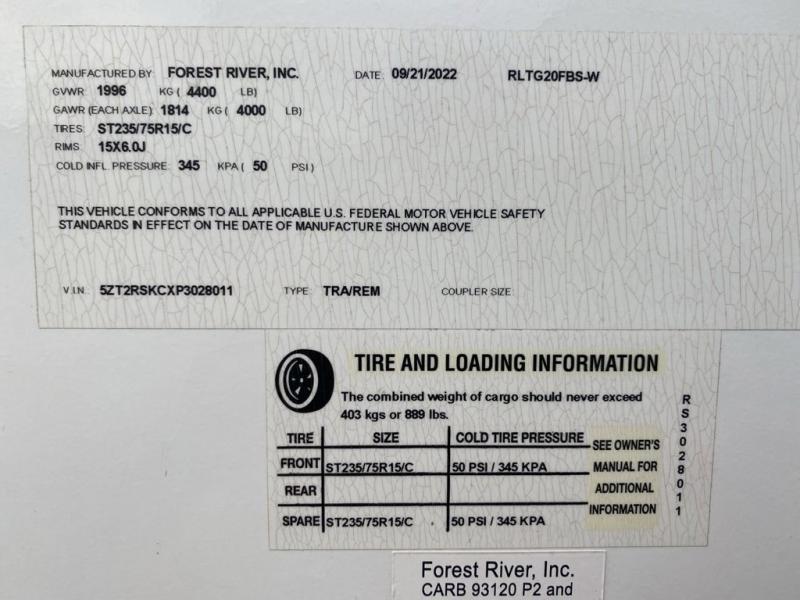 MANUFACTURED BY: FOREST RIVER, INC. DATE: 09/21/2022 RLTG20FBS-W
GVWR: 1996 KG ( 4400 LB)
GAWR (EACH AXLE): 1814 KG ( 4000 LB)
TIRES: ST235/75R15/C
RIMS: 15X6.0J
COLD INFL. PRESSURE: 345 KPA ( 50 PSI )
THIS VEHICLE CONFORMS TO ALL APPLICABLE U.S. FEDERAL MOTOR VEHICLE SAFETY
STANDARDS IN EFFECT ON THE DATE OF MANUFACTURE SHOWN ABOVE.
V.I.N.: 5ZT2RSKCXP3028011 TYPE: TRA/REM COUPLER SIZE:
TIRE AND LOADING INFORMATION
The combined weight of cargo should never exceed
403 kgs or 889 lbs.
TIRE SIZE COLD TIRE PRESSURE
FRONT ST235/75R15/C 50 PSI / 345 KPA
REAR
SPARE ST235/75R15/C 50 PSI / 345 KPA
SEE OWNER'S
MANUAL FOR
ADDITIONAL
INFORMATION
RS3028011
Forest River, Inc.
CARB 93120 P2 and